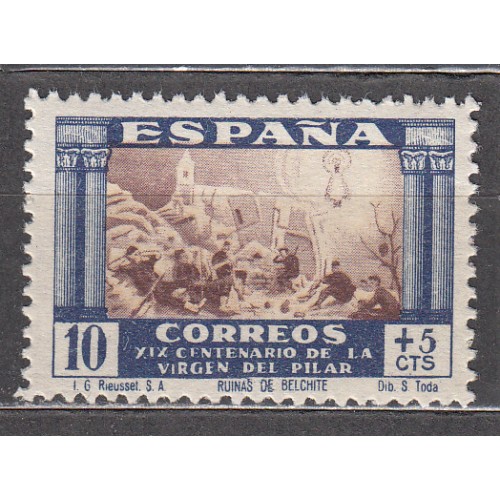 ESPAÑA
10
CORREOS
+5
CTS
XIX CENTENARIO DE LA
VIRGEN DEL PILAR
I. G Rieusset. S. A. RUINAS DE BELCHITE Dib. S Toda